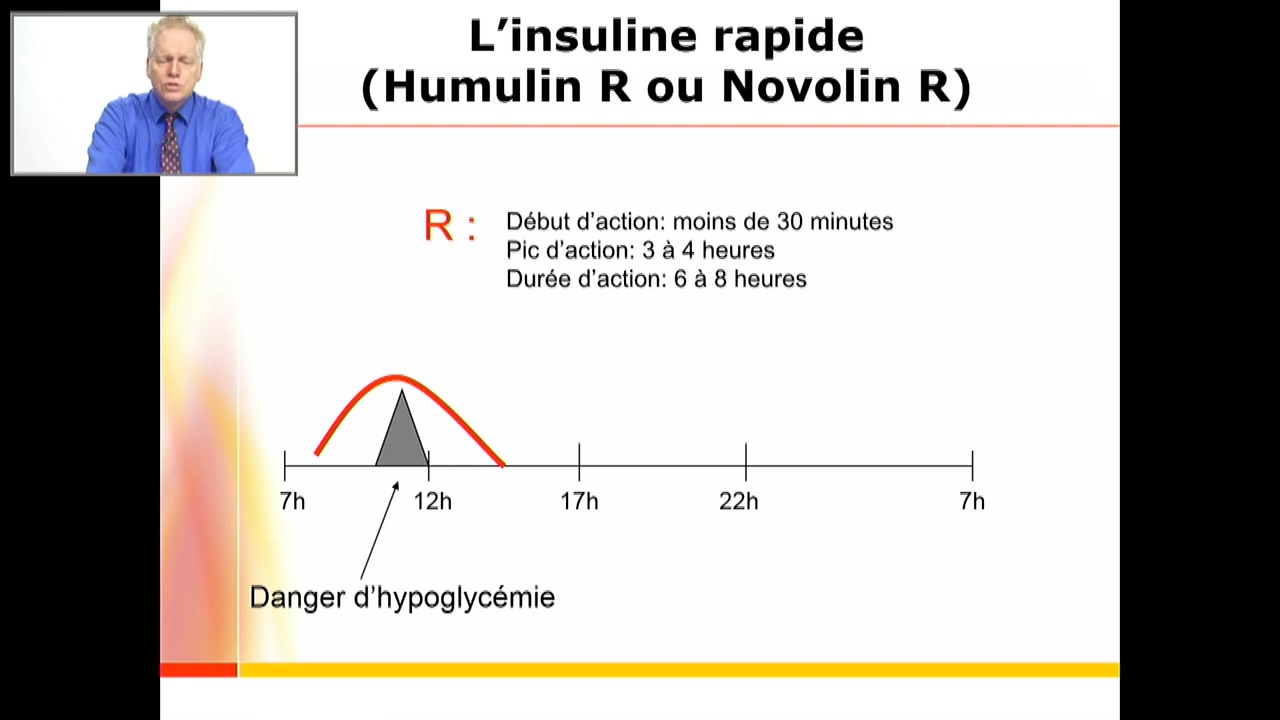 L’insuline rapide
(Humulin R ou Novolin R)
R :
Début d’action: moins de 30 minutes
Pic d’action: 3 à 4 heures
Durée d’action: 6 à 8 heures
7h 12h 17h 22h 7h
Danger d’hypoglycémie